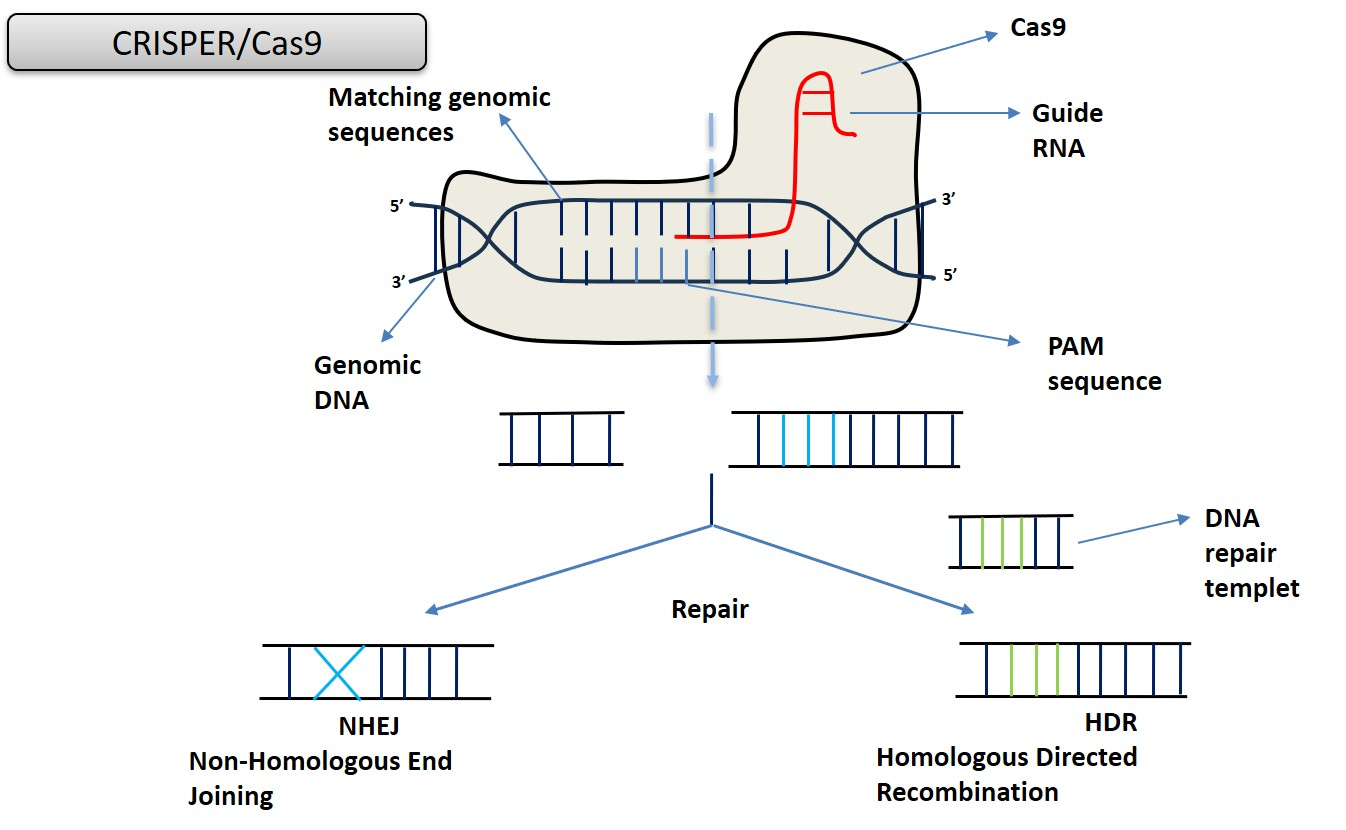 CRISPER/Cas9
Cas9
Matching genomic
sequences
Guide
RNA
5’
3’
3’
5’
Genomic
DNA
PAM
sequence
DNA
repair
templet
Repair
NHEJ
Non-Homologous End
Joining
HDR
Homologous Directed
Recombination